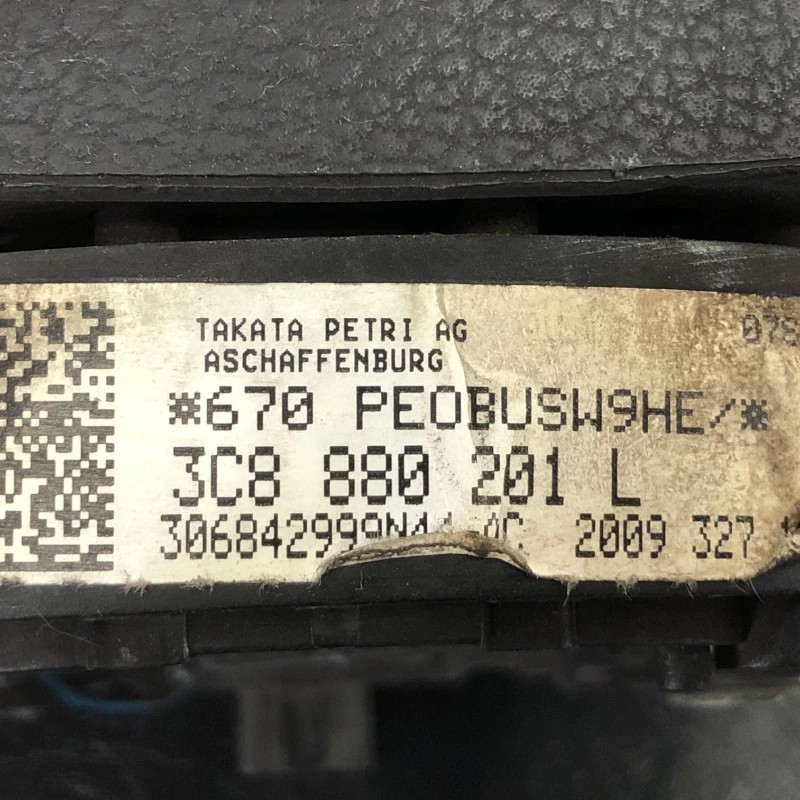 TAKATA PETRI AG
ASCHAFFENBURG
*670 PEOBUSW9HE/*
3C8 880 201 L
2009 327